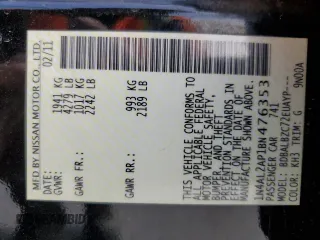 MFD BY NISSAN MOTOR CO., LTD.
DATE: 02/11
GVWR: 1941 KG
4279 LB
GAWR FR: 1017 KG
2242 LB
GAWR RR: 993 KG
2189 LB
THIS VEHICLE CONFORMS TO
ALL APPLICABLE FEDERAL
MOTOR VEHICLE SAFETY,
BUMPER, AND THEFT
PREVENTION STANDARDS IN
EFFECT ON THE DATE OF
MANUFACTURE SHOWN ABOVE.
1N4AL2AP1BN476353
PASSENGER CAR 741
COLOR: KH3 TRIM: G
9N00A